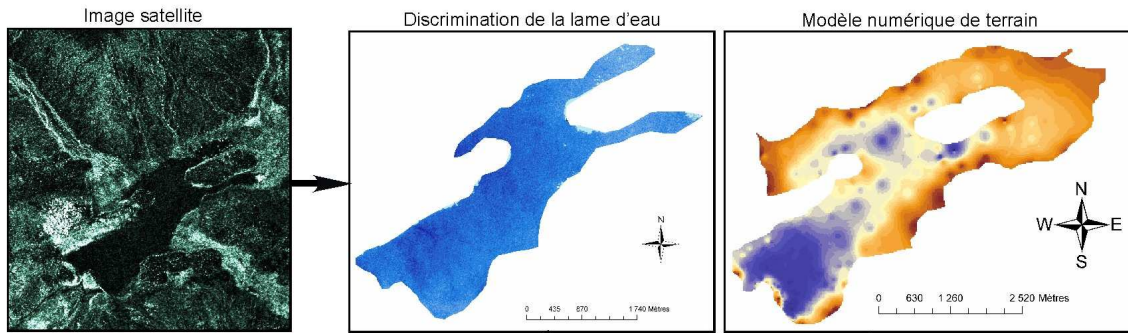 Image satellite
Discrimination de la lame d'eau
Modèle numérique de terrain
N
0 435 870 1 740 Mètres
N
W E
S
0 630 1 260 2 520 Mètres